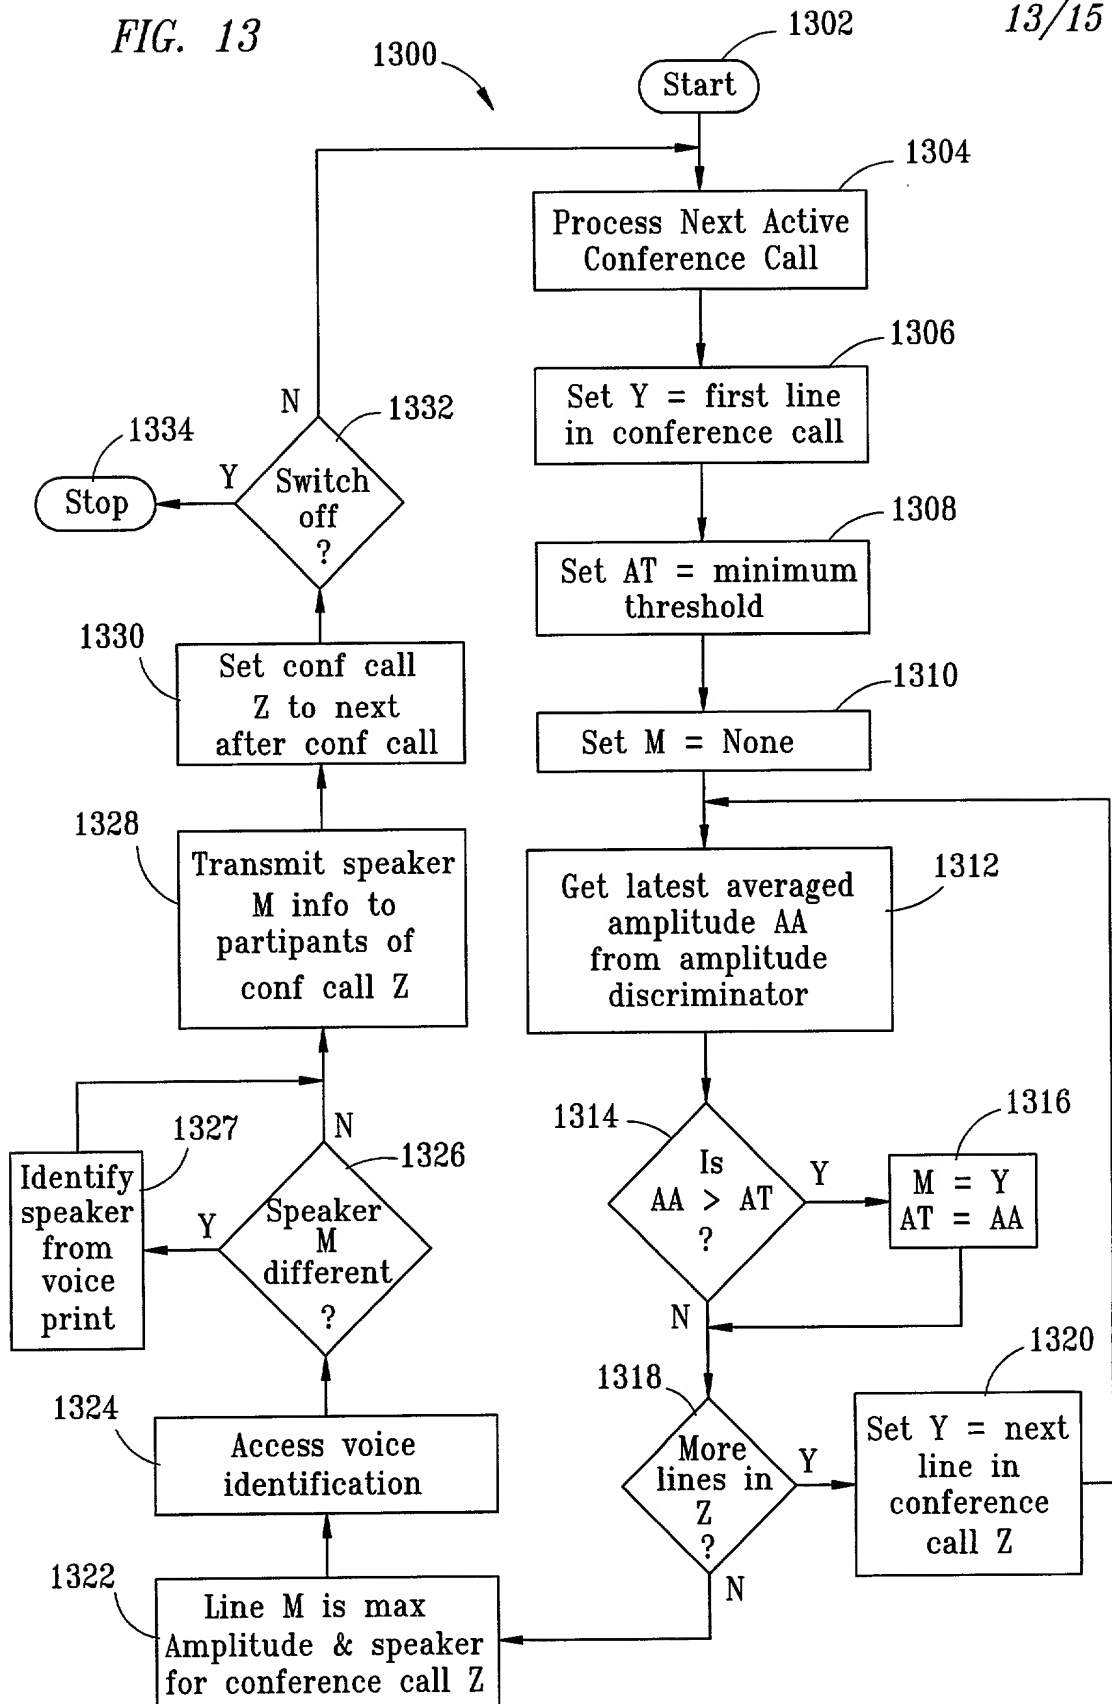 FIG. 13
13/15
1300
1302
Start
1304
Process Next Active
Conference Call
1306
Set Y = first line
in conference call
1308
Set AT = minimum
threshold
1310
Set M = None
1312
Get latest averaged
amplitude AA
from amplitude
discriminator
1314
Is
AA > AT
?
Y
N
1316
M = Y
AT = AA
1318
More
lines in
Z
?
Y
N
1320
Set Y = next
line in
conference
call Z
1322
Line M is max
Amplitude & speaker
for conference call Z
1324
Access voice
identification
1326
Speaker
M
different
?
Y
N
1327
Identify
speaker
from
voice
print
1328
Transmit speaker
M info to
partipants of
conf call Z
1330
Set conf call
Z to next
after conf call
1332
Switch
off
?
N
Y
1334
Stop